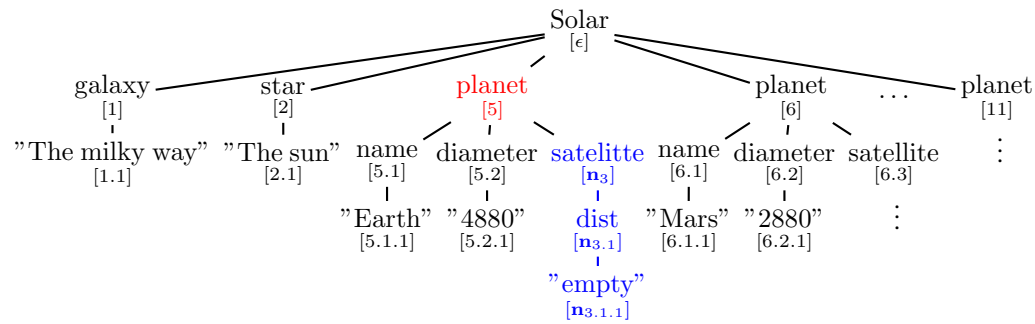 Solar
[ϵ]
galaxy star planet planet ... planet
[1] [2] [5] [6] [11]
"The milky way" "The sun" name diameter satelitte name diameter satellite ⋮
[1.1] [2.1] [5.1] [5.2] [n3] [6.1] [6.2] [6.3]
"Earth" "4880" dist "Mars" "2880" ⋮
[5.1.1] [5.2.1] [n3.1] [6.1.1] [6.2.1]
"empty"
[n3.1.1]